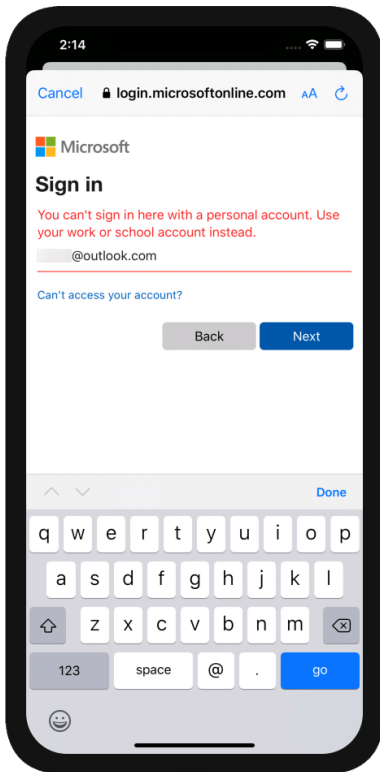 2:14
Cancel login.microsoftonline.com AA
Microsoft
Sign in
You can't sign in here with a personal account. Use
your work or school account instead.
@outlook.com
Can't access your account?
Back Next
Done
q w e r t y u i o p
a s d f g h j k l
z x c v b n m
123 space @ . go